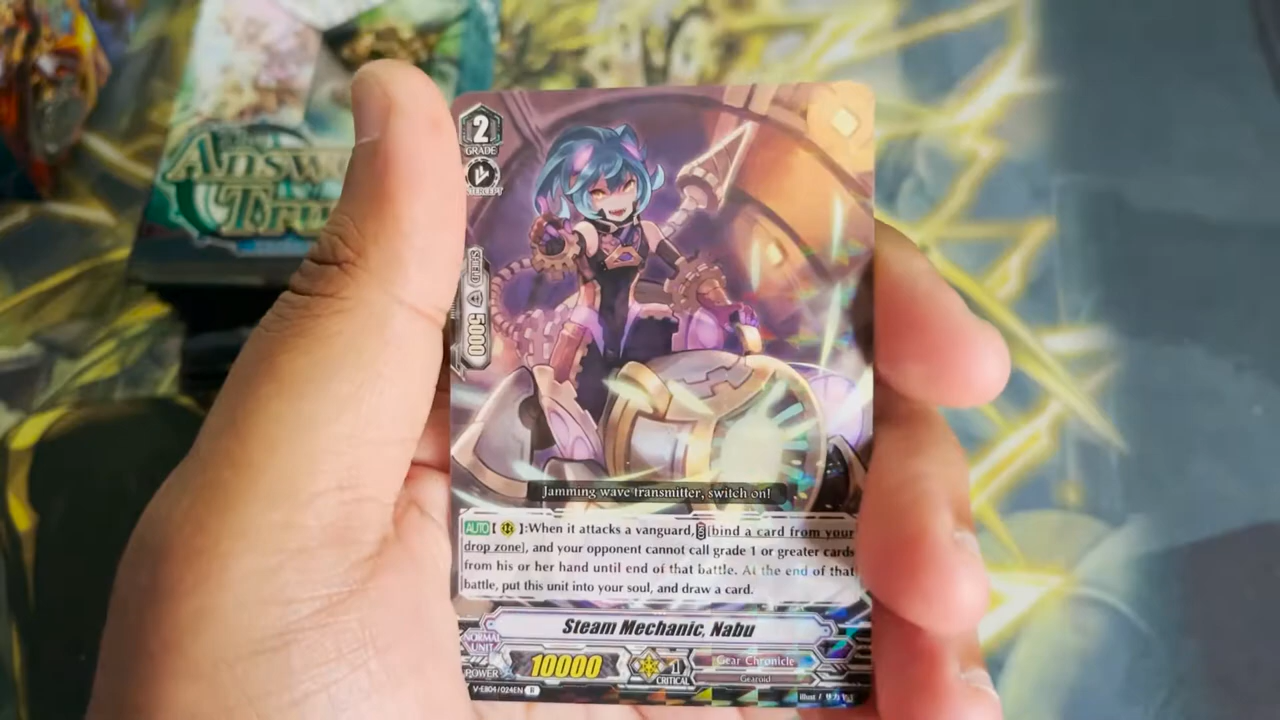 2
GRADE
INTERCEPT
SHIELD
5000
Jamming wave transmitter, switch on!
AUTO【 】:When it attacks a vanguard, [bind a card from your
drop zone], and your opponent cannot call grade 1 or greater cards
from his or her hand until end of that battle. At the end of that
battle, put this unit into your soul, and draw a card.
Steam Mechanic, Nabu
NORMAL
UNIT
POWER
10000
1
CRITICAL
Gear Chronicle
Gearoid
V-EB04/024EN R